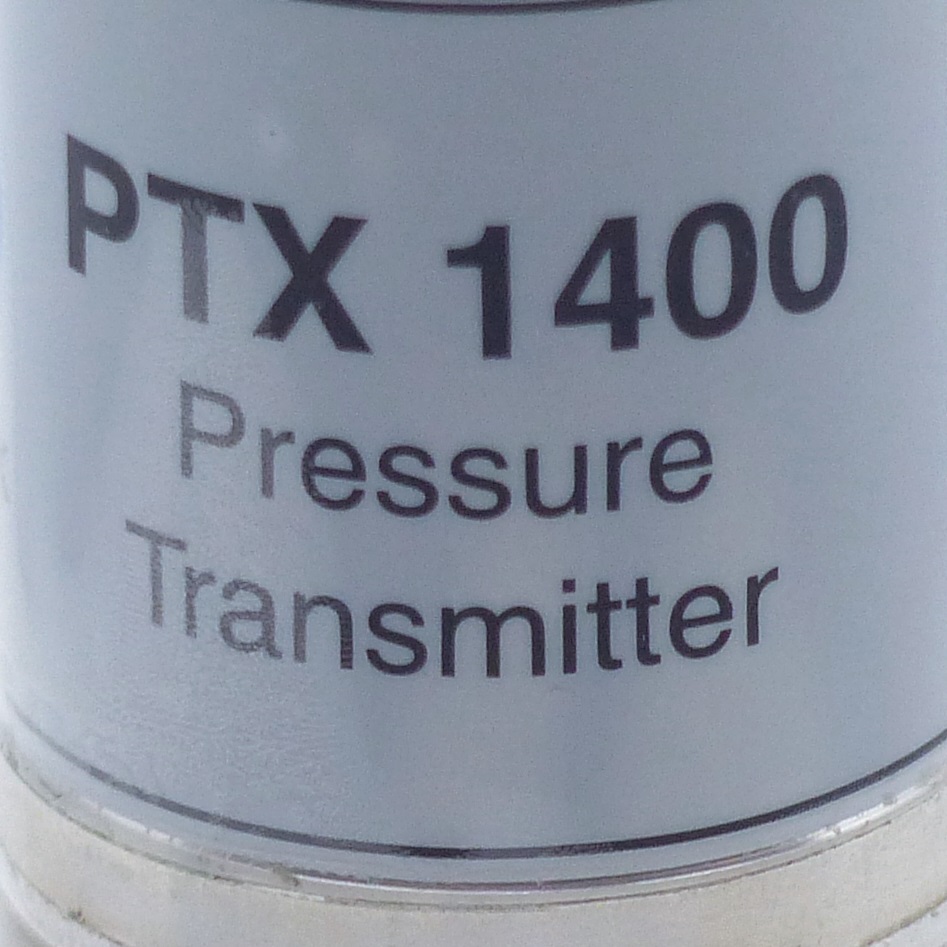 PTX 1400
Pressure
Transmitter